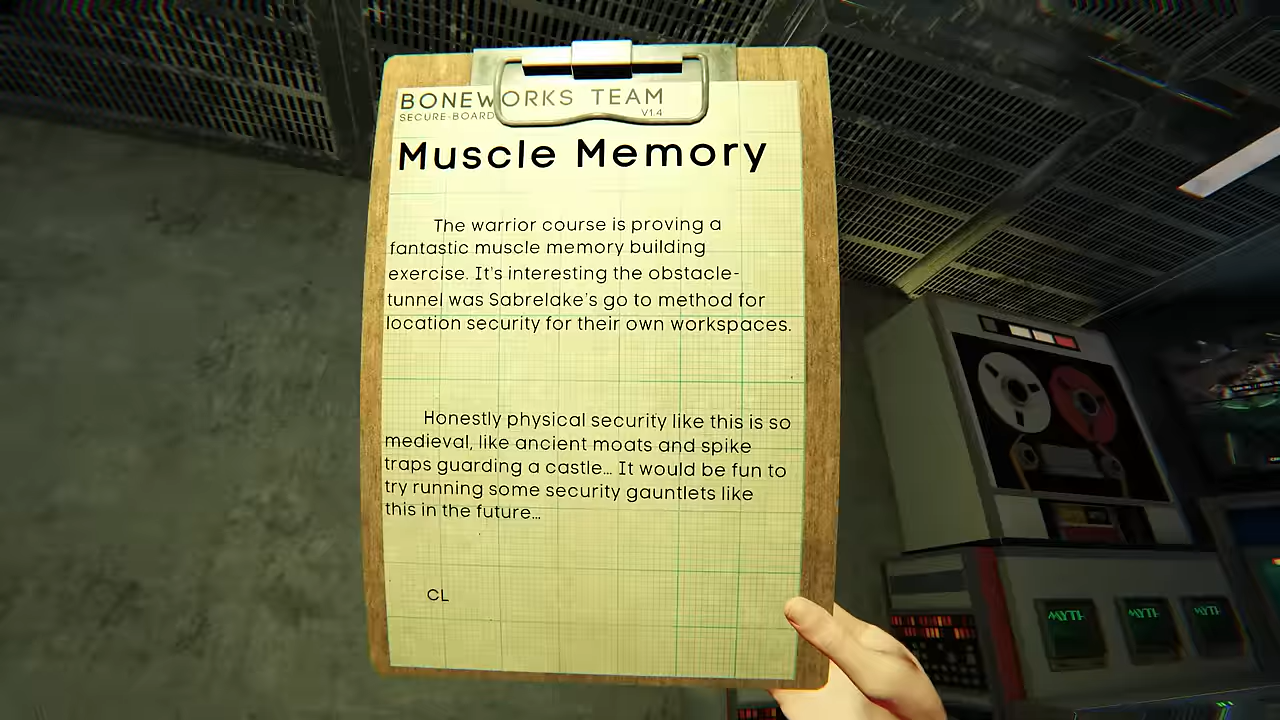 BONEWORKS TEAM
SECURE-BOARD V1.4
Muscle Memory
The warrior course is proving a
fantastic muscle memory building
exercise. It's interesting the obstacle-
tunnel was Sabrelake's go to method for
location security for their own workspaces.
Honestly physical security like this is so
medieval, like ancient moats and spike
traps guarding a castle... It would be fun to
try running some security gauntlets like
this in the future...
CL
MYTH MYTH MYTH